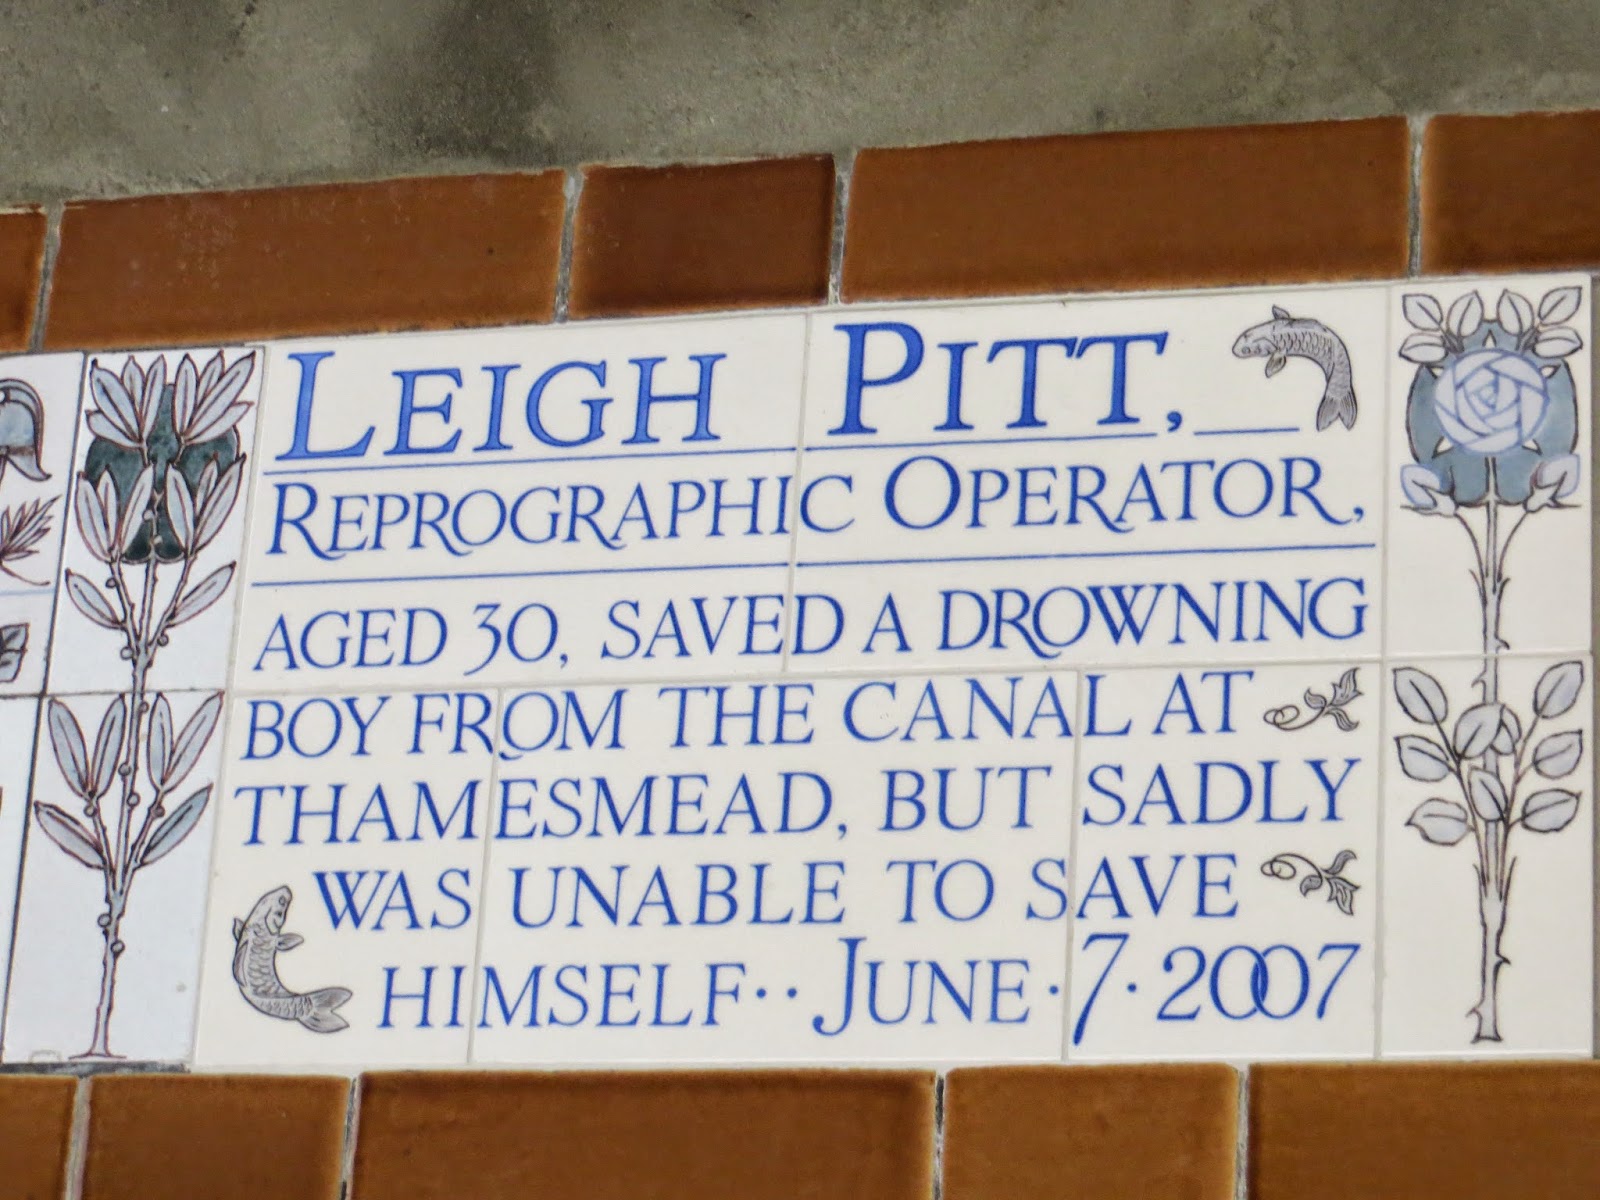 LEIGH PITT,
REPROGRAPHIC OPERATOR,
AGED 30, SAVED A DROWNING
BOY FROM THE CANAL AT
THAMESMEAD, BUT SADLY
WAS UNABLE TO SAVE
HIMSELF·· JUNE·7·2007